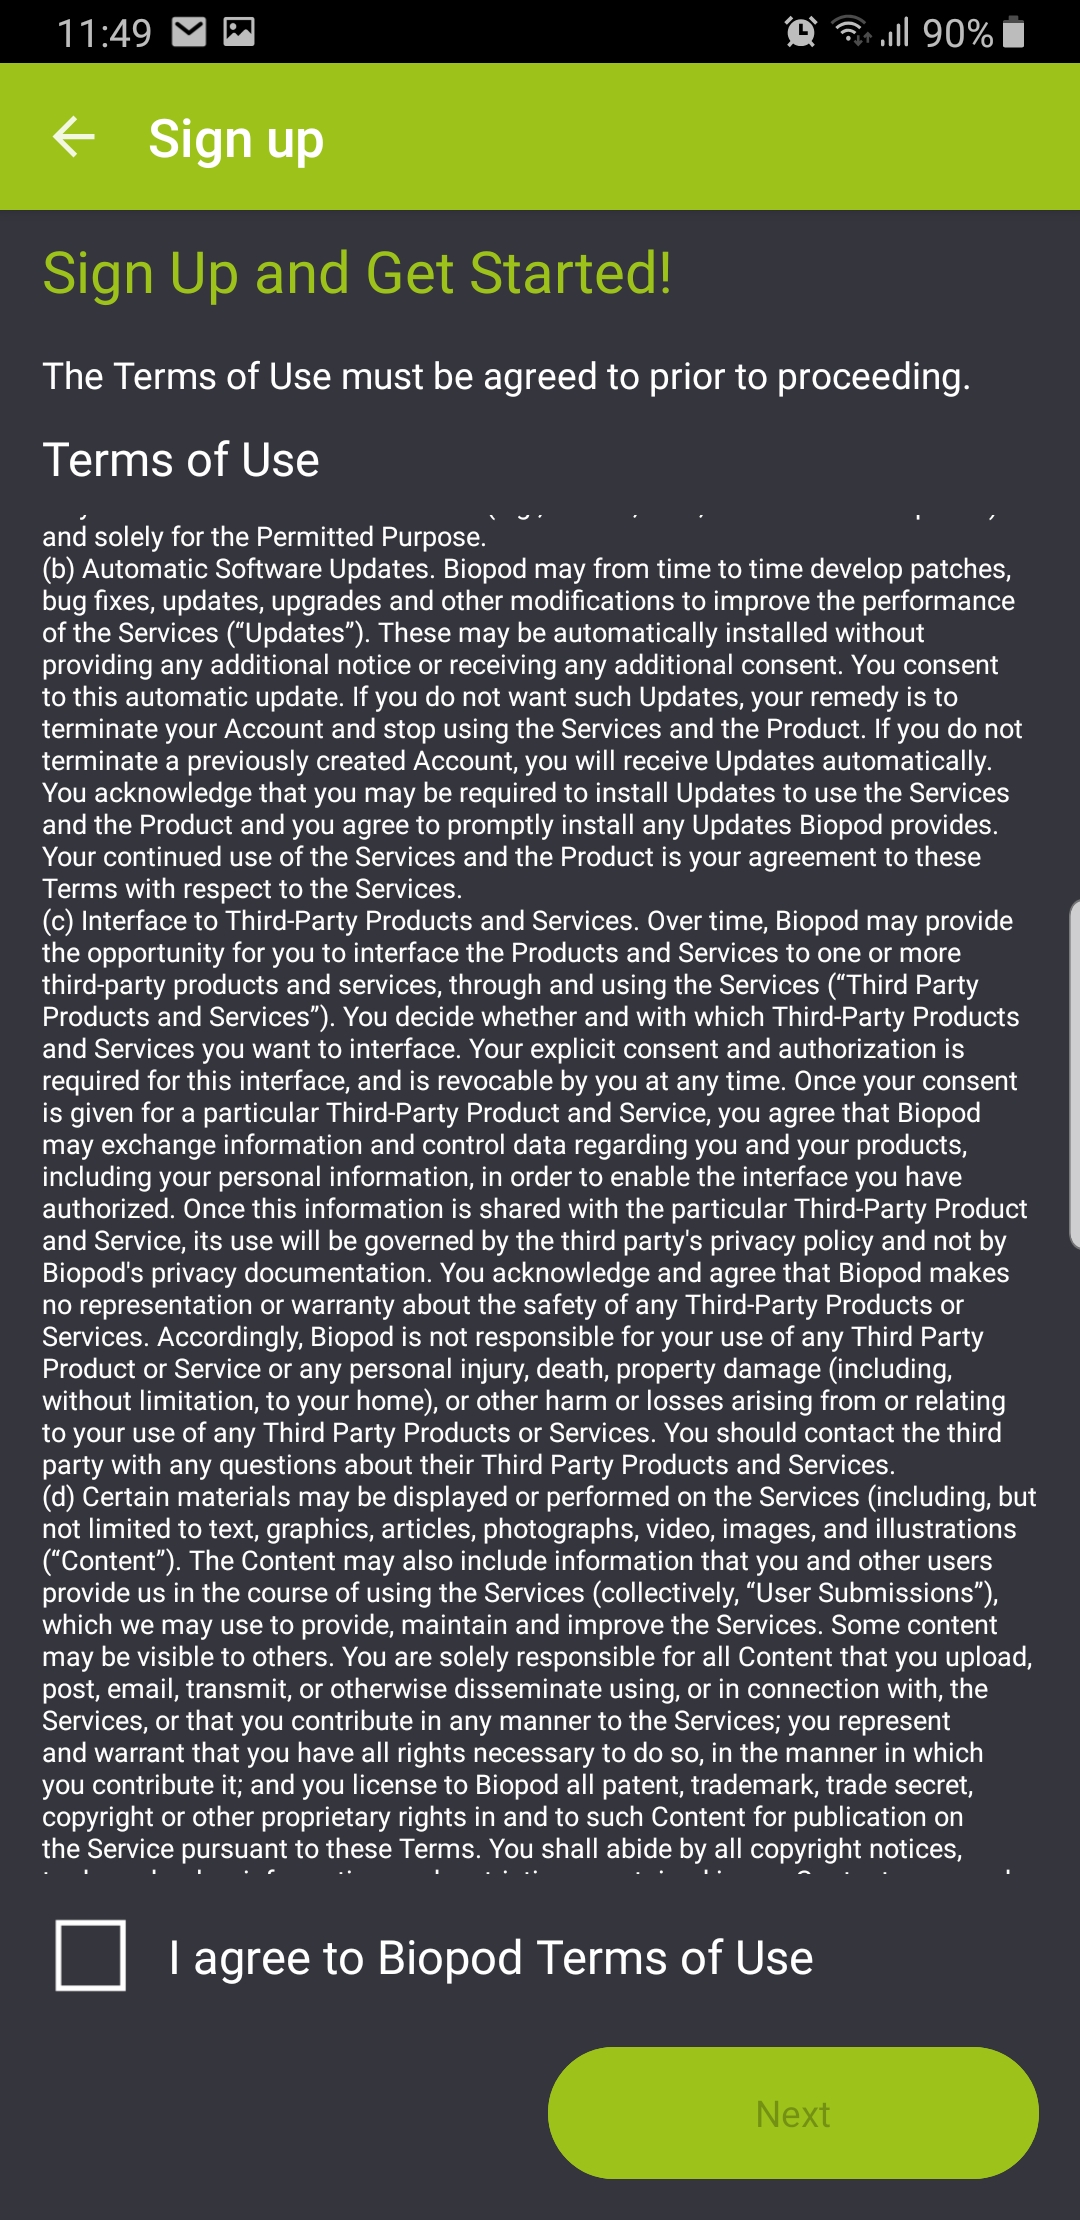 11:49 90%
Sign up
Sign Up and Get Started!
The Terms of Use must be agreed to prior to proceeding.
Terms of Use
and solely for the Permitted Purpose.
(b) Automatic Software Updates. Biopod may from time to time develop patches,
bug fixes, updates, upgrades and other modifications to improve the performance
of the Services (“Updates”). These may be automatically installed without
providing any additional notice or receiving any additional consent. You consent
to this automatic update. If you do not want such Updates, your remedy is to
terminate your Account and stop using the Services and the Product. If you do not
terminate a previously created Account, you will receive Updates automatically.
You acknowledge that you may be required to install Updates to use the Services
and the Product and you agree to promptly install any Updates Biopod provides.
Your continued use of the Services and the Product is your agreement to these
Terms with respect to the Services.
(c) Interface to Third-Party Products and Services. Over time, Biopod may provide
the opportunity for you to interface the Products and Services to one or more
third-party products and services, through and using the Services (“Third Party
Products and Services”). You decide whether and with which Third-Party Products
and Services you want to interface. Your explicit consent and authorization is
required for this interface, and is revocable by you at any time. Once your consent
is given for a particular Third-Party Product and Service, you agree that Biopod
may exchange information and control data regarding you and your products,
including your personal information, in order to enable the interface you have
authorized. Once this information is shared with the particular Third-Party Product
and Service, its use will be governed by the third party's privacy policy and not by
Biopod's privacy documentation. You acknowledge and agree that Biopod makes
no representation or warranty about the safety of any Third-Party Products or
Services. Accordingly, Biopod is not responsible for your use of any Third Party
Product or Service or any personal injury, death, property damage (including,
without limitation, to your home), or other harm or losses arising from or relating
to your use of any Third Party Products or Services. You should contact the third
party with any questions about their Third Party Products and Services.
(d) Certain materials may be displayed or performed on the Services (including, but
not limited to text, graphics, articles, photographs, video, images, and illustrations
(“Content”). The Content may also include information that you and other users
provide us in the course of using the Services (collectively, “User Submissions”),
which we may use to provide, maintain and improve the Services. Some content
may be visible to others. You are solely responsible for all Content that you upload,
post, email, transmit, or otherwise disseminate using, or in connection with, the
Services, or that you contribute in any manner to the Services; you represent
and warrant that you have all rights necessary to do so, in the manner in which
you contribute it; and you license to Biopod all patent, trademark, trade secret,
copyright or other proprietary rights in and to such Content for publication on
the Service pursuant to these Terms. You shall abide by all copyright notices,
I agree to Biopod Terms of Use
Next